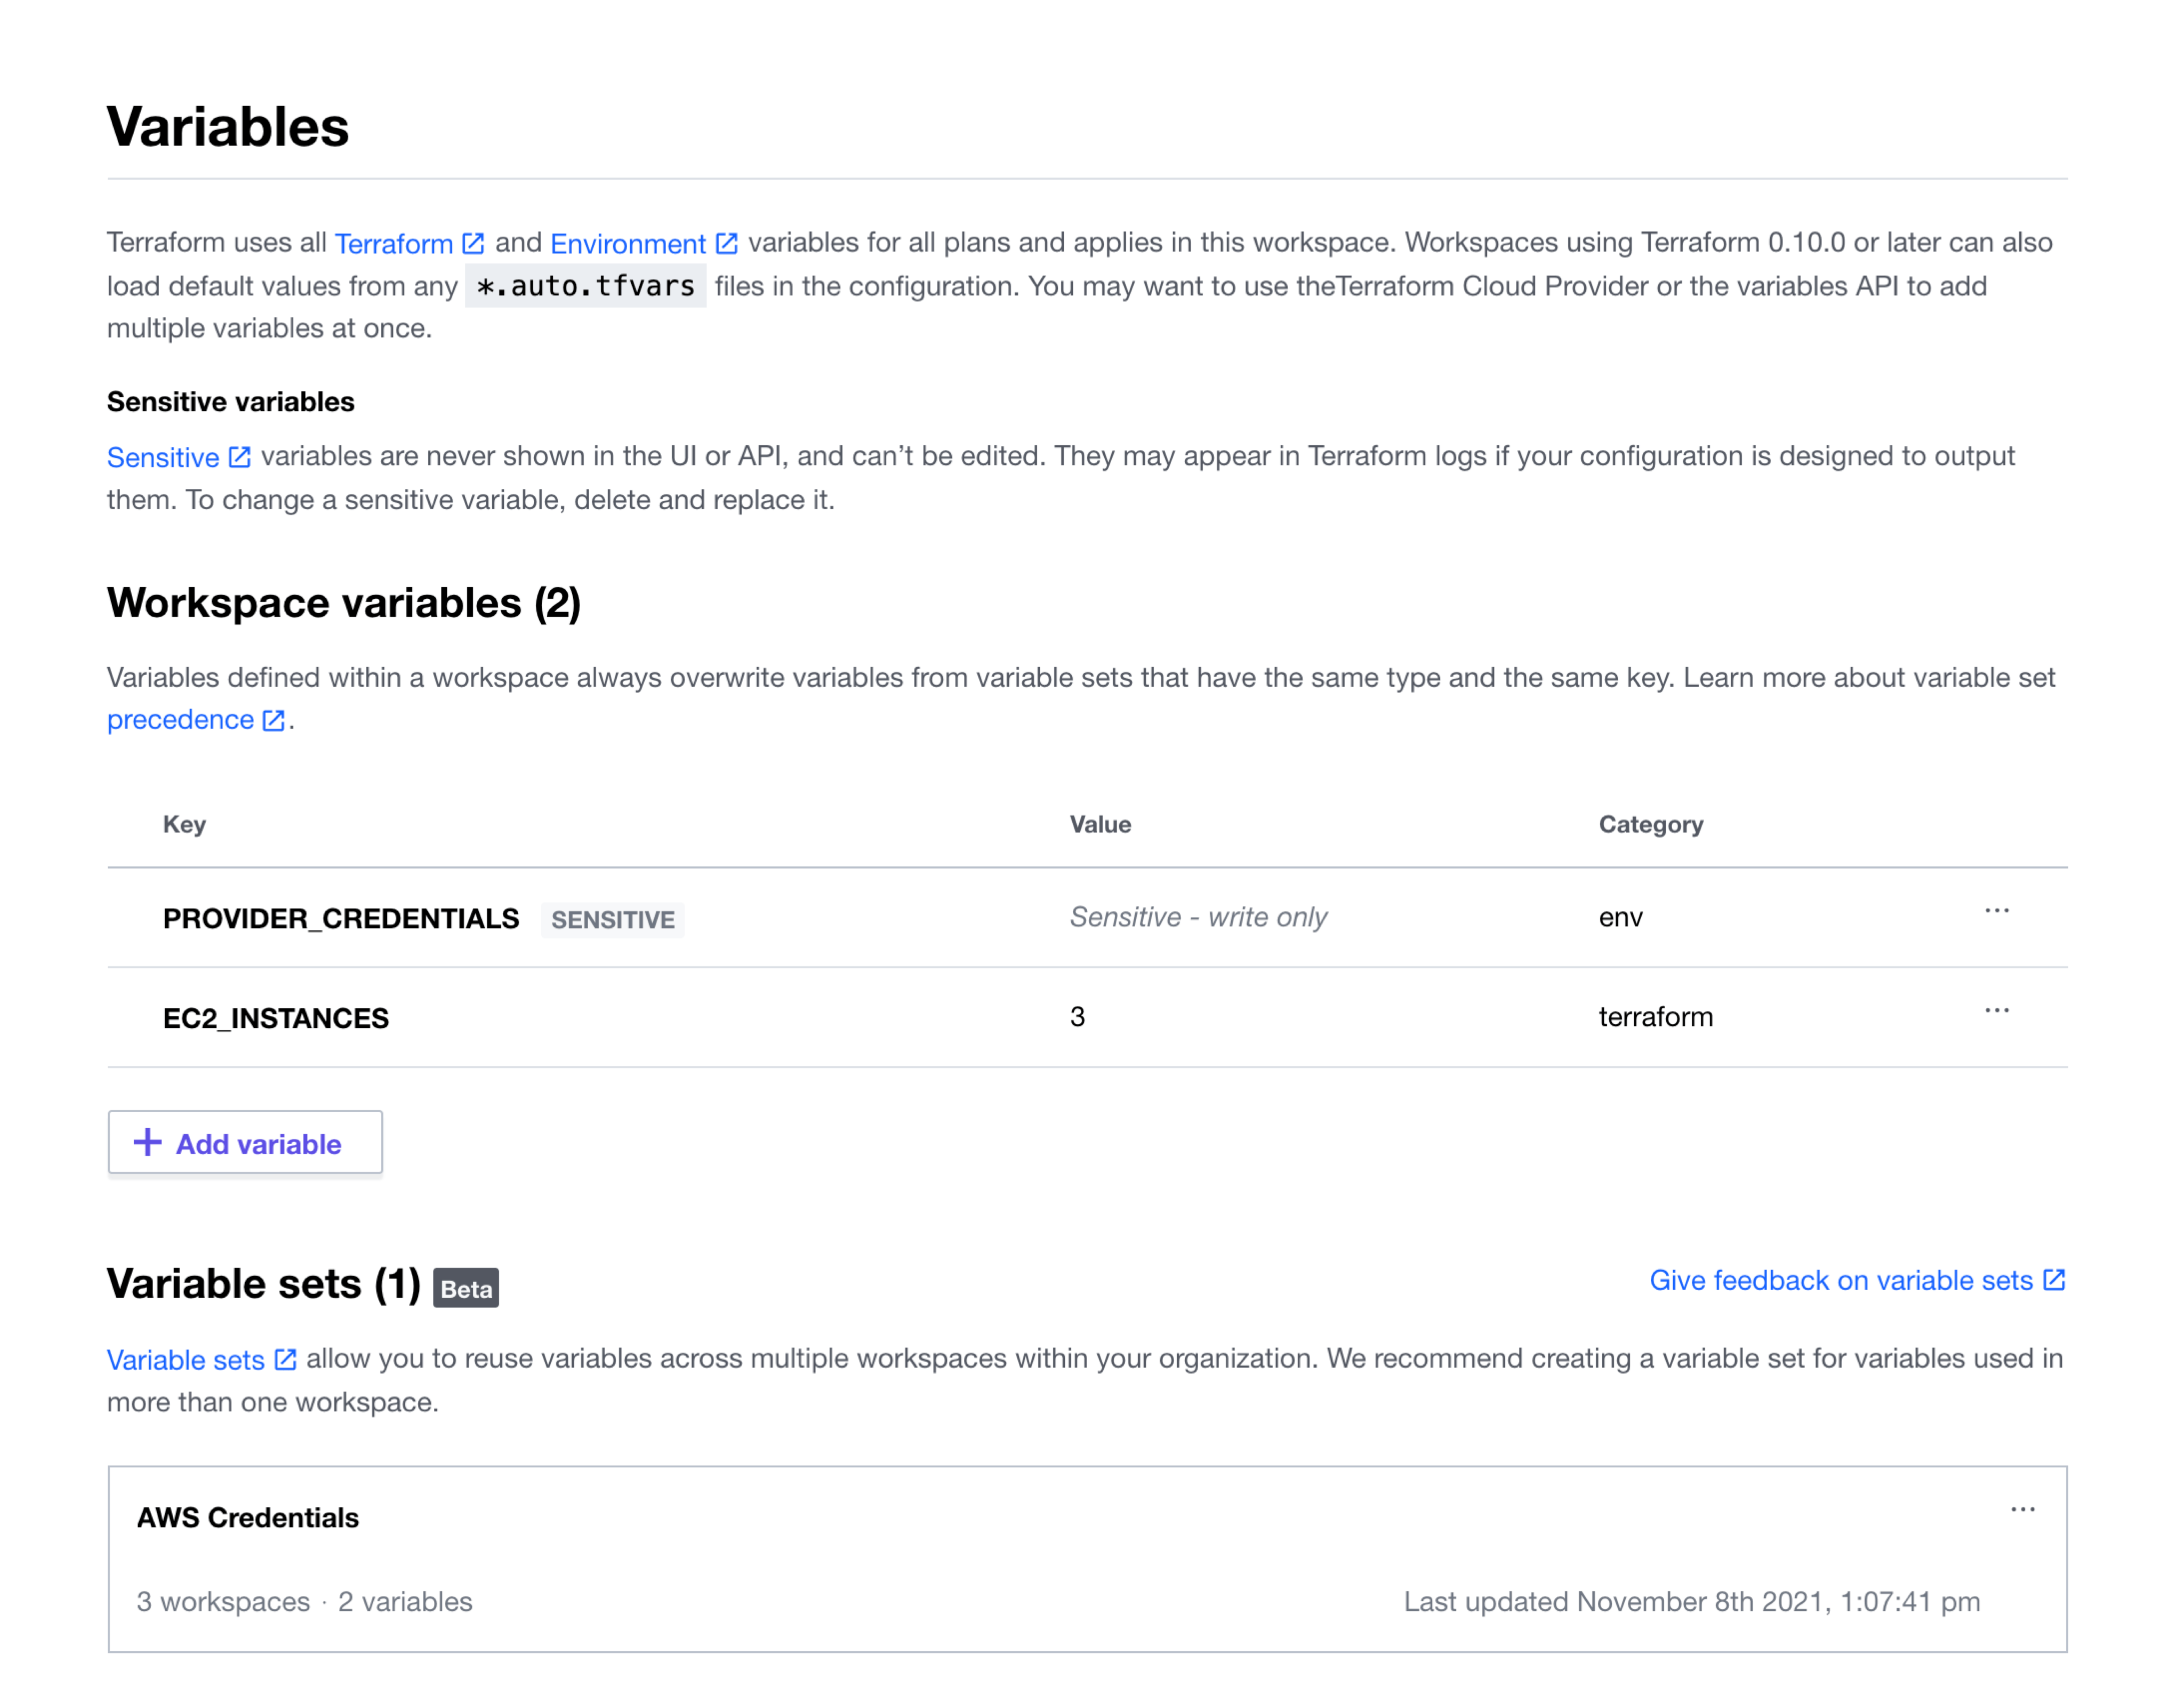 Variables
Terraform uses all Terraform and Environment variables for all plans and applies in this workspace. Workspaces using Terraform 0.10.0 or later can also
load default values from any *.auto.tfvars files in the configuration. You may want to use theTerraform Cloud Provider or the variables API to add
multiple variables at once.
Sensitive variables
Sensitive variables are never shown in the UI or API, and can’t be edited. They may appear in Terraform logs if your configuration is designed to output
them. To change a sensitive variable, delete and replace it.
Workspace variables (2)
Variables defined within a workspace always overwrite variables from variable sets that have the same type and the same key. Learn more about variable set
precedence .
Key Value Category
PROVIDER_CREDENTIALS SENSITIVE Sensitive - write only env ...
EC2_INSTANCES 3 terraform ...
+ Add variable
Variable sets (1) Beta Give feedback on variable sets
Variable sets allow you to reuse variables across multiple workspaces within your organization. We recommend creating a variable set for variables used in
more than one workspace.
AWS Credentials ...
3 workspaces · 2 variables Last updated November 8th 2021, 1:07:41 pm